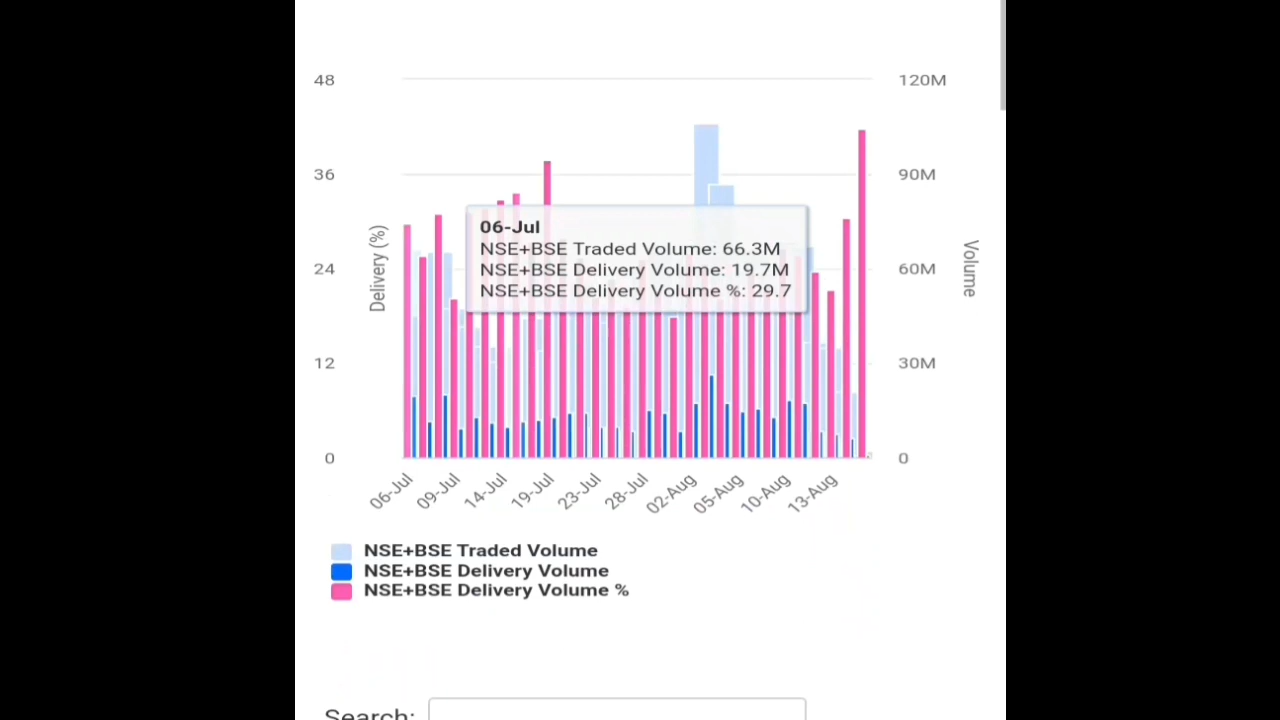 48
120M
36
90M
Delivery (%)
Volume
06-Jul
NSE+BSE Traded Volume: 66.3M
NSE+BSE Delivery Volume: 19.7M
NSE+BSE Delivery Volume %: 29.7
24
60M
12
30M
0
0
06-Jul
09-Jul
14-Jul
19-Jul
23-Jul
28-Jul
02-Aug
05-Aug
10-Aug
13-Aug
NSE+BSE Traded Volume
NSE+BSE Delivery Volume
NSE+BSE Delivery Volume %
Search: